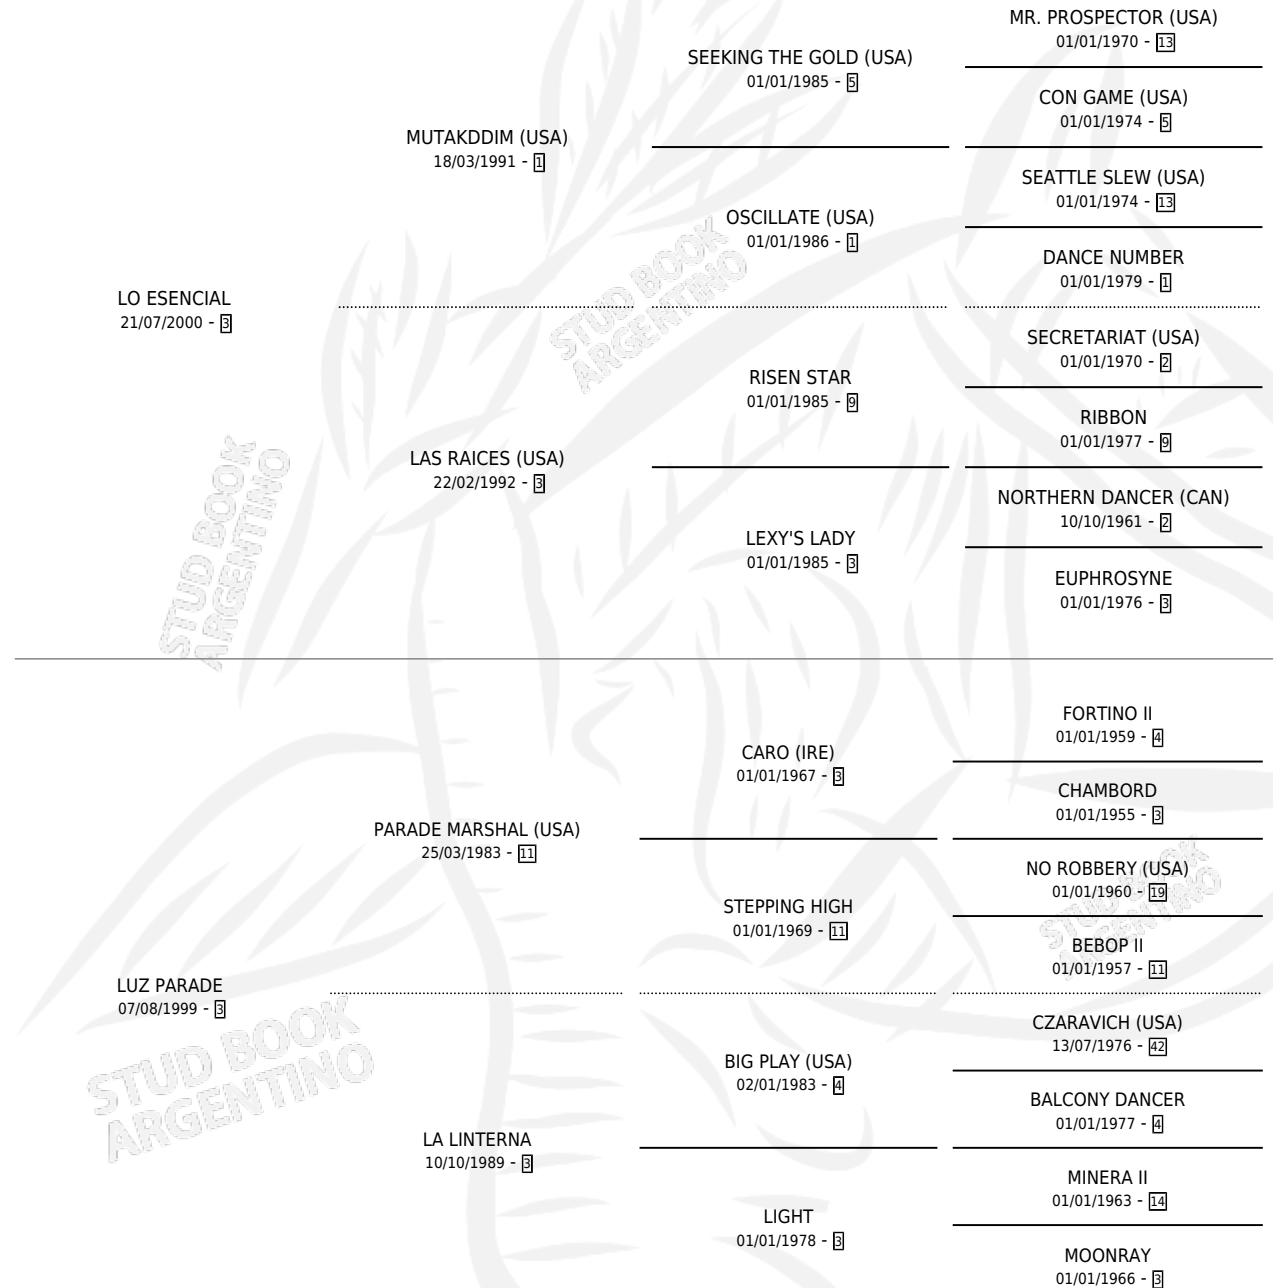 MR. PROSPECTOR (USA)
01/01/1970 - 13
SEEKING THE GOLD (USA)
01/01/1985 - 5
CON GAME (USA)
01/01/1974 - 5
MUTAKDDIM (USA)
18/03/1991 - 1
SEATTLE SLEW (USA)
01/01/1974 - 13
OSCILLATE (USA)
01/01/1986 - 1
DANCE NUMBER
01/01/1979 - 1
LO ESENCIAL
21/07/2000 - 3
STUD BOOK
ARGENTINO
SECRETARIAT (USA)
01/01/1970 - 2
RISEN STAR
01/01/1985 - 9
RIBBON
01/01/1977 - 9
LAS RAICES (USA)
22/02/1992 - 3
NORTHERN DANCER (CAN)
10/10/1961 - 2
LEXY'S LADY
01/01/1985 - 3
EUPHROSYNE
01/01/1976 - 3
STUD BOOK
ARGENTINO
FORTINO II
01/01/1959 - 4
CARO (IRE)
01/01/1967 - 3
CHAMBORD
01/01/1955 - 3
PARADE MARSHAL (USA)
25/03/1983 - 11
NO ROBBERY (USA)
01/01/1960 - 19
STEPPING HIGH
01/01/1969 - 11
STUD BOOK
ARGENTINO
BEBOP II
01/01/1957 - 11
LUZ PARADE
07/08/1999 - 3
STUD BOOK
ARGENTINO
CZARAVICH (USA)
13/07/1976 - 42
BIG PLAY (USA)
02/01/1983 - 4
BALCONY DANCER
01/01/1977 - 4
LA LINTERNA
10/10/1989 - 3
MINERA II
01/01/1963 - 14
LIGHT
01/01/1978 - 3
MOONRAY
01/01/1966 - 3